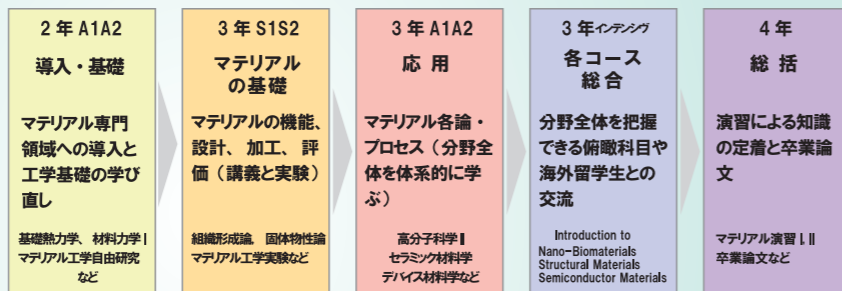 2年 A1A2
導入・基礎
マテリアル専門
領域への導入と
工学基礎の学び
直し
基礎熱力学、材料力学Ⅰ
マテリアル工学自由研究
など
3年 S1S2
マテリアル
の基礎
マテリアルの機能、
設計、加工、評
価（講義と実験）
組織形成論、固体物性論
マテリアル工学実験など
3年 A1A2
応用
マテリアル各論・
プロセス（分野全
体を体系的に学
ぶ）
高分子科学Ⅱ
セラミック材料学
デバイス材料学など
3年インテンシヴ
各コース
総合
分野全体を把握
できる俯瞰科目や
海外留学生との
交流
Introduction to
Nano-Biomaterials
Structural Materials
Semiconductor Materials
4年
総括
演習による知識
の定着と卒業論
文
マテリアル演習Ⅰ、Ⅱ
卒業論文など